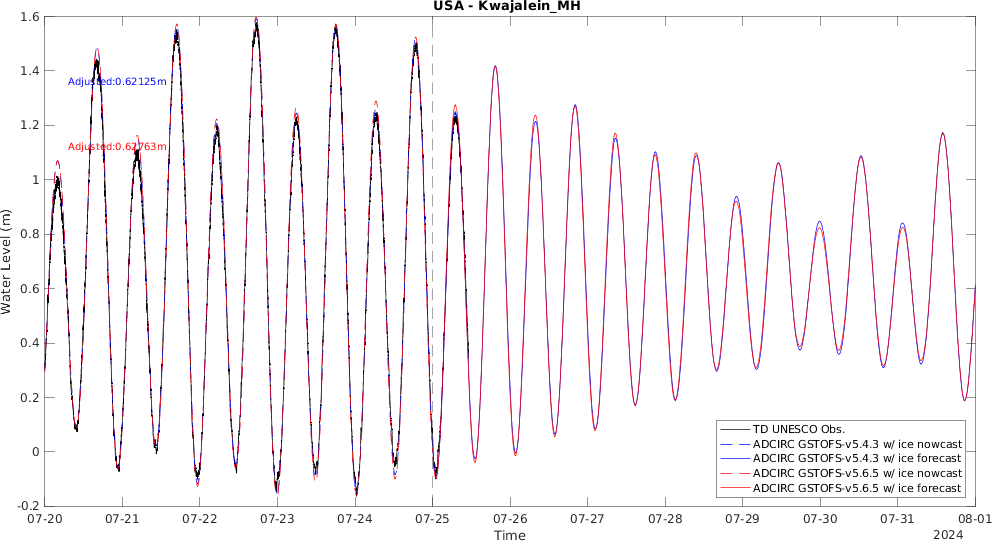 USA - Kwajalein_MH
1.6
1.4
1.2
1
0.8
0.6
0.4
0.2
0
-0.2
Water Level (m)
Adjusted:0.62125m
Adjusted:0.62763m
TD UNESCO Obs.
ADCIRC GSTOFS-v5.4.3 w/ ice nowcast
ADCIRC GSTOFS-v5.4.3 w/ ice forecast
ADCIRC GSTOFS-v5.6.5 w/ ice nowcast
ADCIRC GSTOFS-v5.6.5 w/ ice forecast
07-20 07-21 07-22 07-23 07-24 07-25 07-26 07-27 07-28 07-29 07-30 07-31 08-01
Time
2024